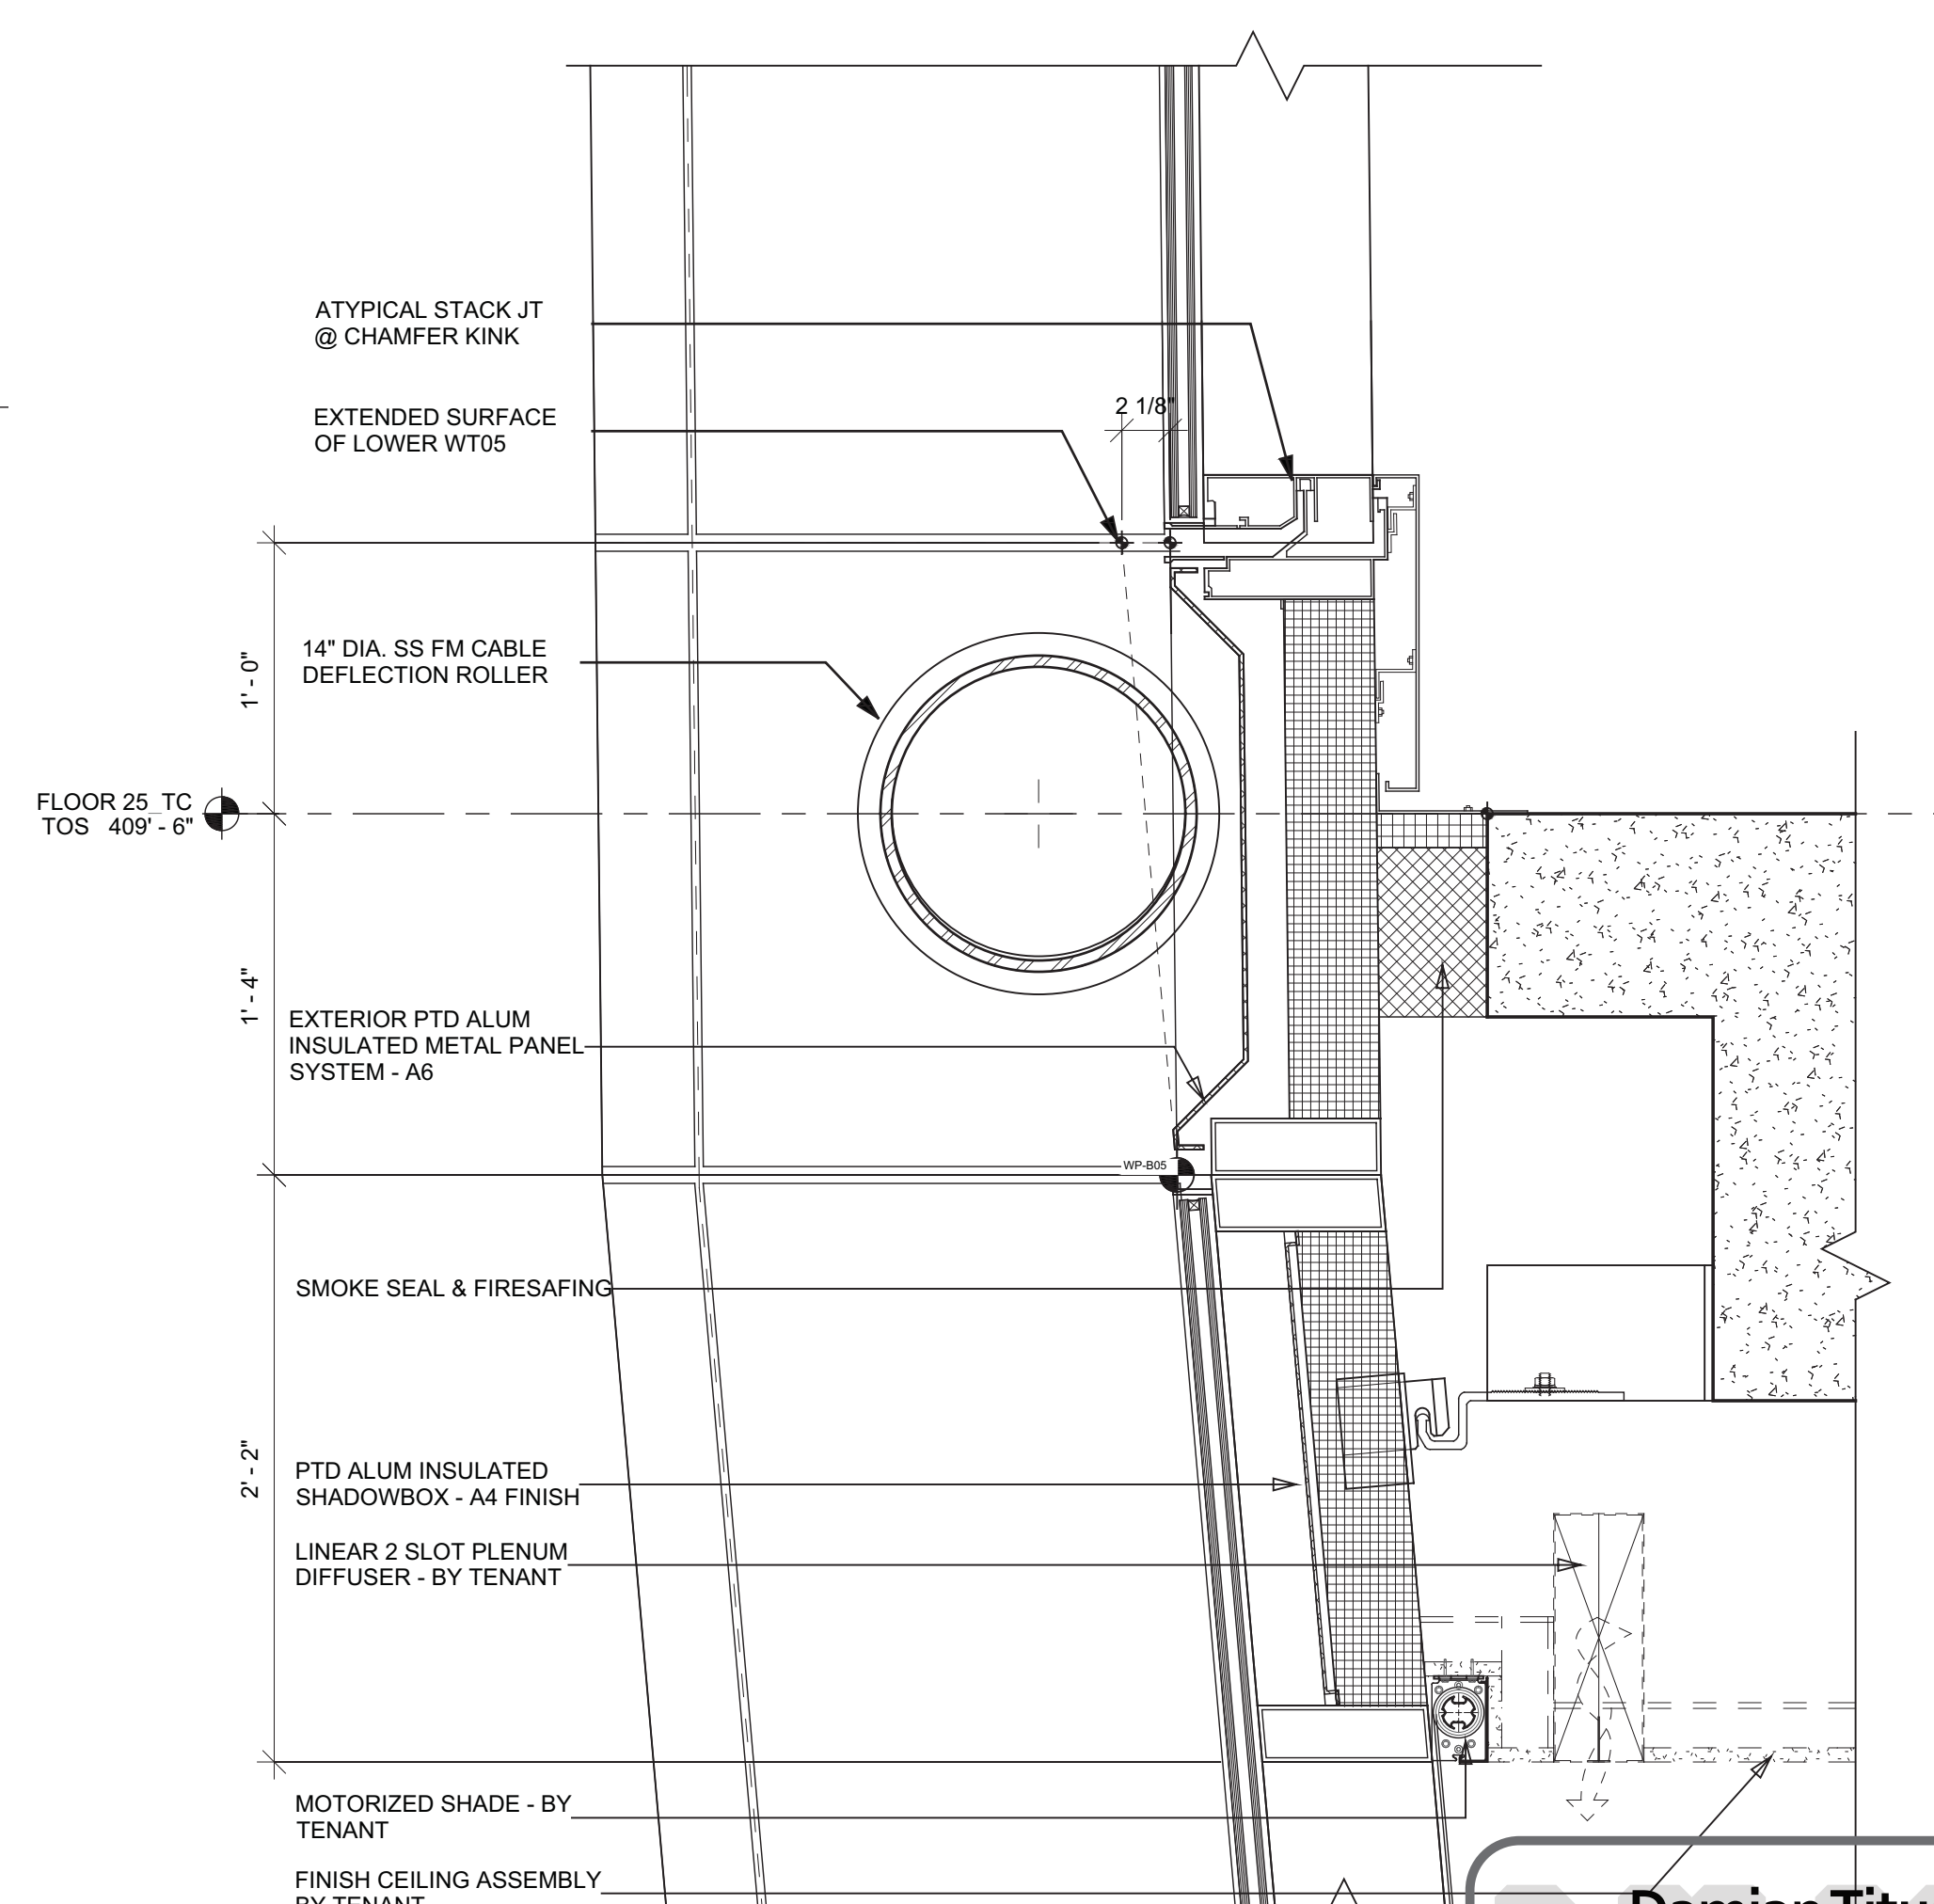 ATYPICAL STACK JT
@ CHAMFER KINK
2 1/8"
EXTENDED SURFACE
OF LOWER WT05
14" DIA. SS FM CABLE
DEFLECTION ROLLER
1' - 0"
FLOOR 25_TC
TOS 409' - 6"
1' - 4"
EXTERIOR PTD ALUM
INSULATED METAL PANEL
SYSTEM - A6
WP-B05
SMOKE SEAL & FIRESAFING
2' - 2"
PTD ALUM INSULATED
SHADOWBOX - A4 FINISH
LINEAR 2 SLOT PLENUM
DIFFUSER - BY TENANT
MOTORIZED SHADE - BY
TENANT
FINISH CEILING ASSEMBLY
BY TENANT
Damian